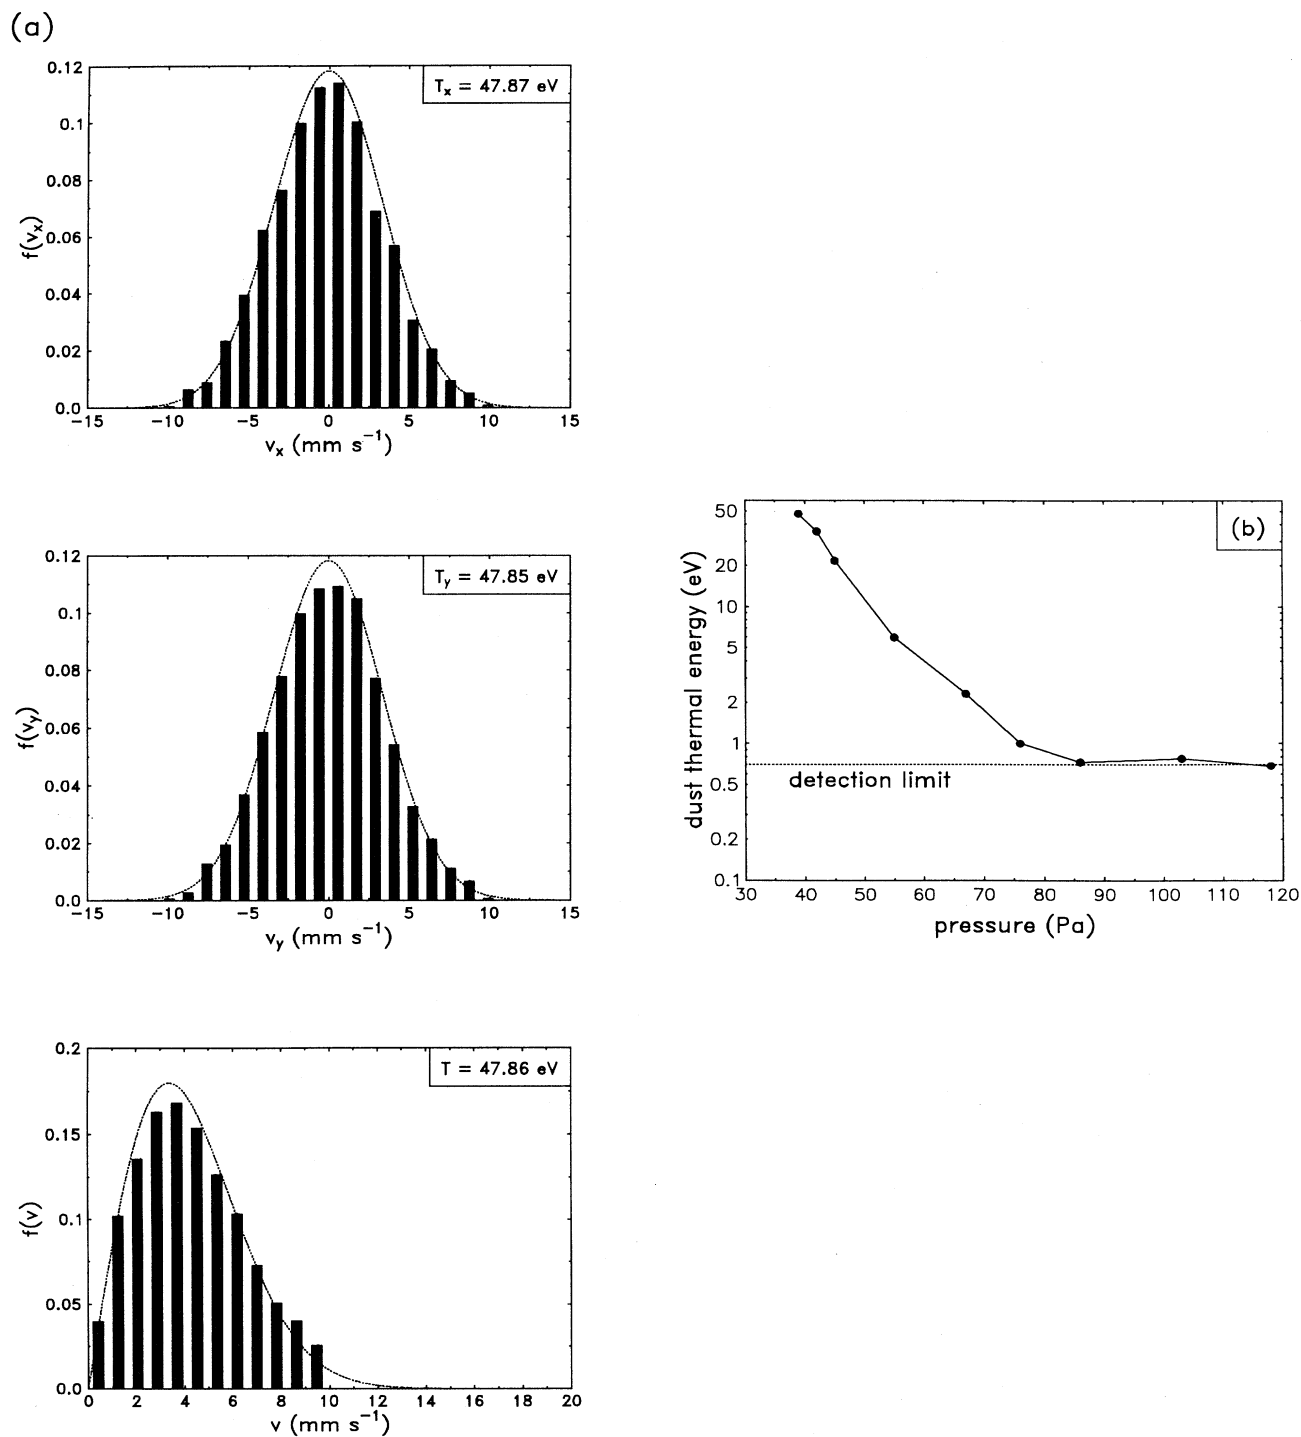 (a)
0.12
0.1
0.08
0.06
0.04
0.02
0.0
f(vₓ)
Tₓ = 47.87 eV
−15 −10 −5 0 5 10 15
vₓ (mm s⁻¹)
0.12
0.1
0.08
0.06
0.04
0.02
0.0
f(v_y)
T_y = 47.85 eV
−15 −10 −5 0 5 10 15
v_y (mm s⁻¹)
0.2
0.15
0.1
0.05
0.0
f(v)
T = 47.86 eV
0 2 4 6 8 10 12 14 16 18 20
v (mm s⁻¹)
(b)
50
20
10
5
2
1
0.5
0.2
0.1
dust thermal energy (eV)
detection limit
30 40 50 60 70 80 90 100 110 120
pressure (Pa)